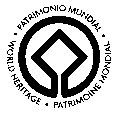 • PATRIMONIO MUNDIAL •
WORLD HERITAGE •
PATRIMOINE MONDIAL